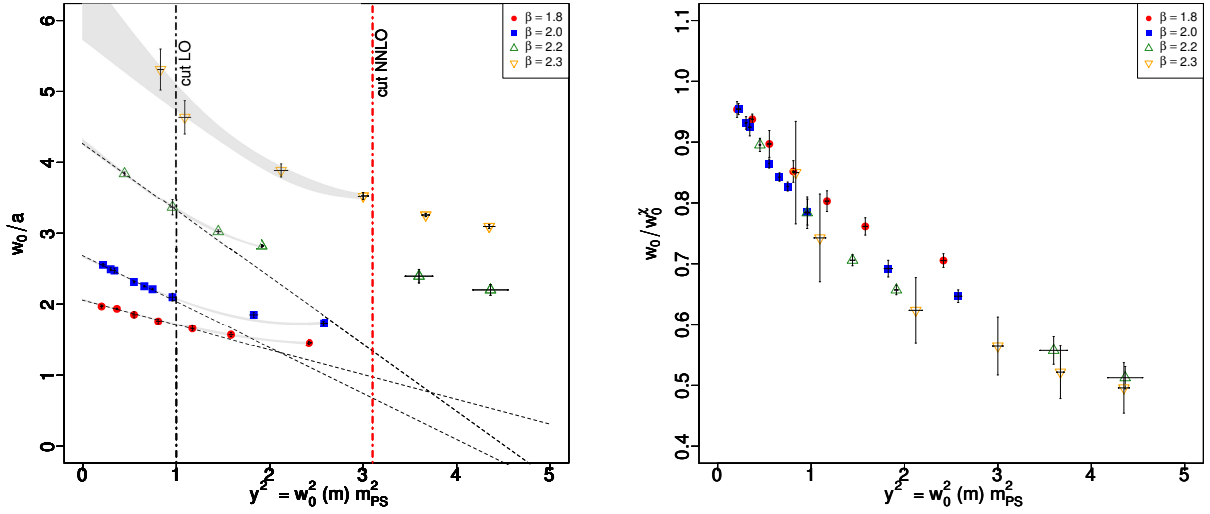 w₀/a
6
5
4
3
2
1
0
cut LO
cut NNLO
β = 1.8
β = 2.0
β = 2.2
β = 2.3
0 1 2 3 4 5
y² = w₀² (m) m²PS
w₀/w₀^χ
1.1
1.0
0.9
0.8
0.7
0.6
0.5
0.4
β = 1.8
β = 2.0
β = 2.2
β = 2.3
0 1 2 3 4 5
y² = w₀² (m) m²PS